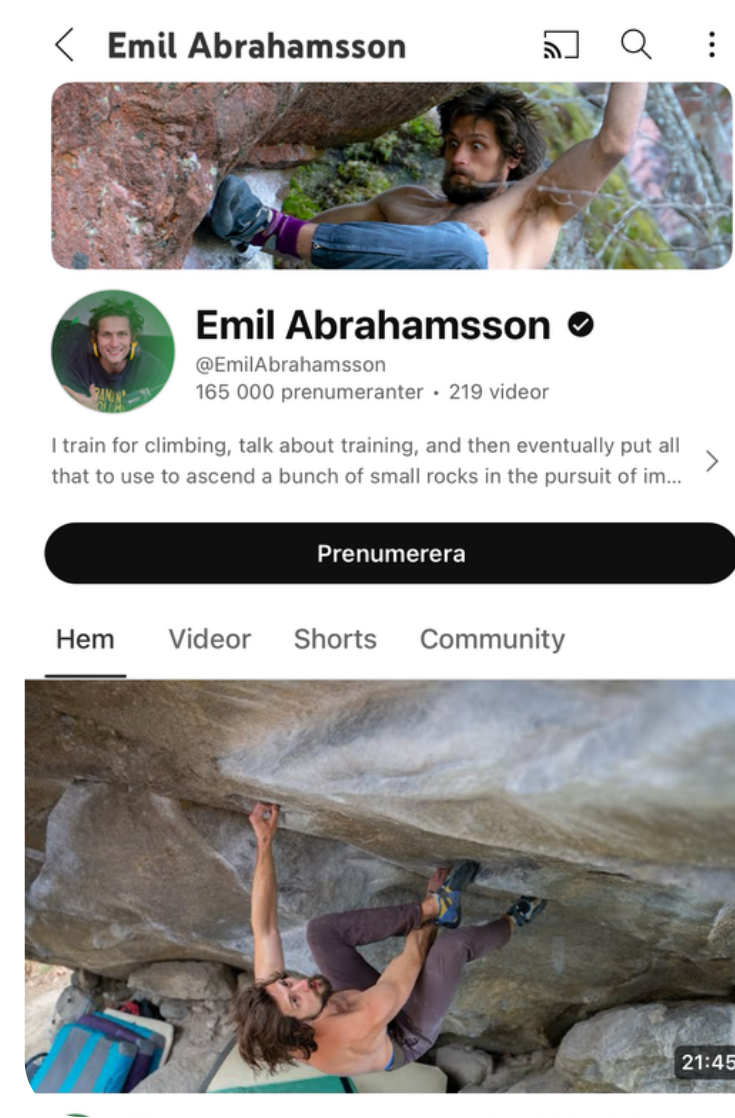 Emil Abrahamsson
Emil Abrahamsson
@EmilAbrahamsson
165 000 prenumeranter • 219 videor
I train for climbing, talk about training, and then eventually put all
that to use to ascend a bunch of small rocks in the pursuit of im...
Prenumerera
Hem Videor Shorts Community
21:45